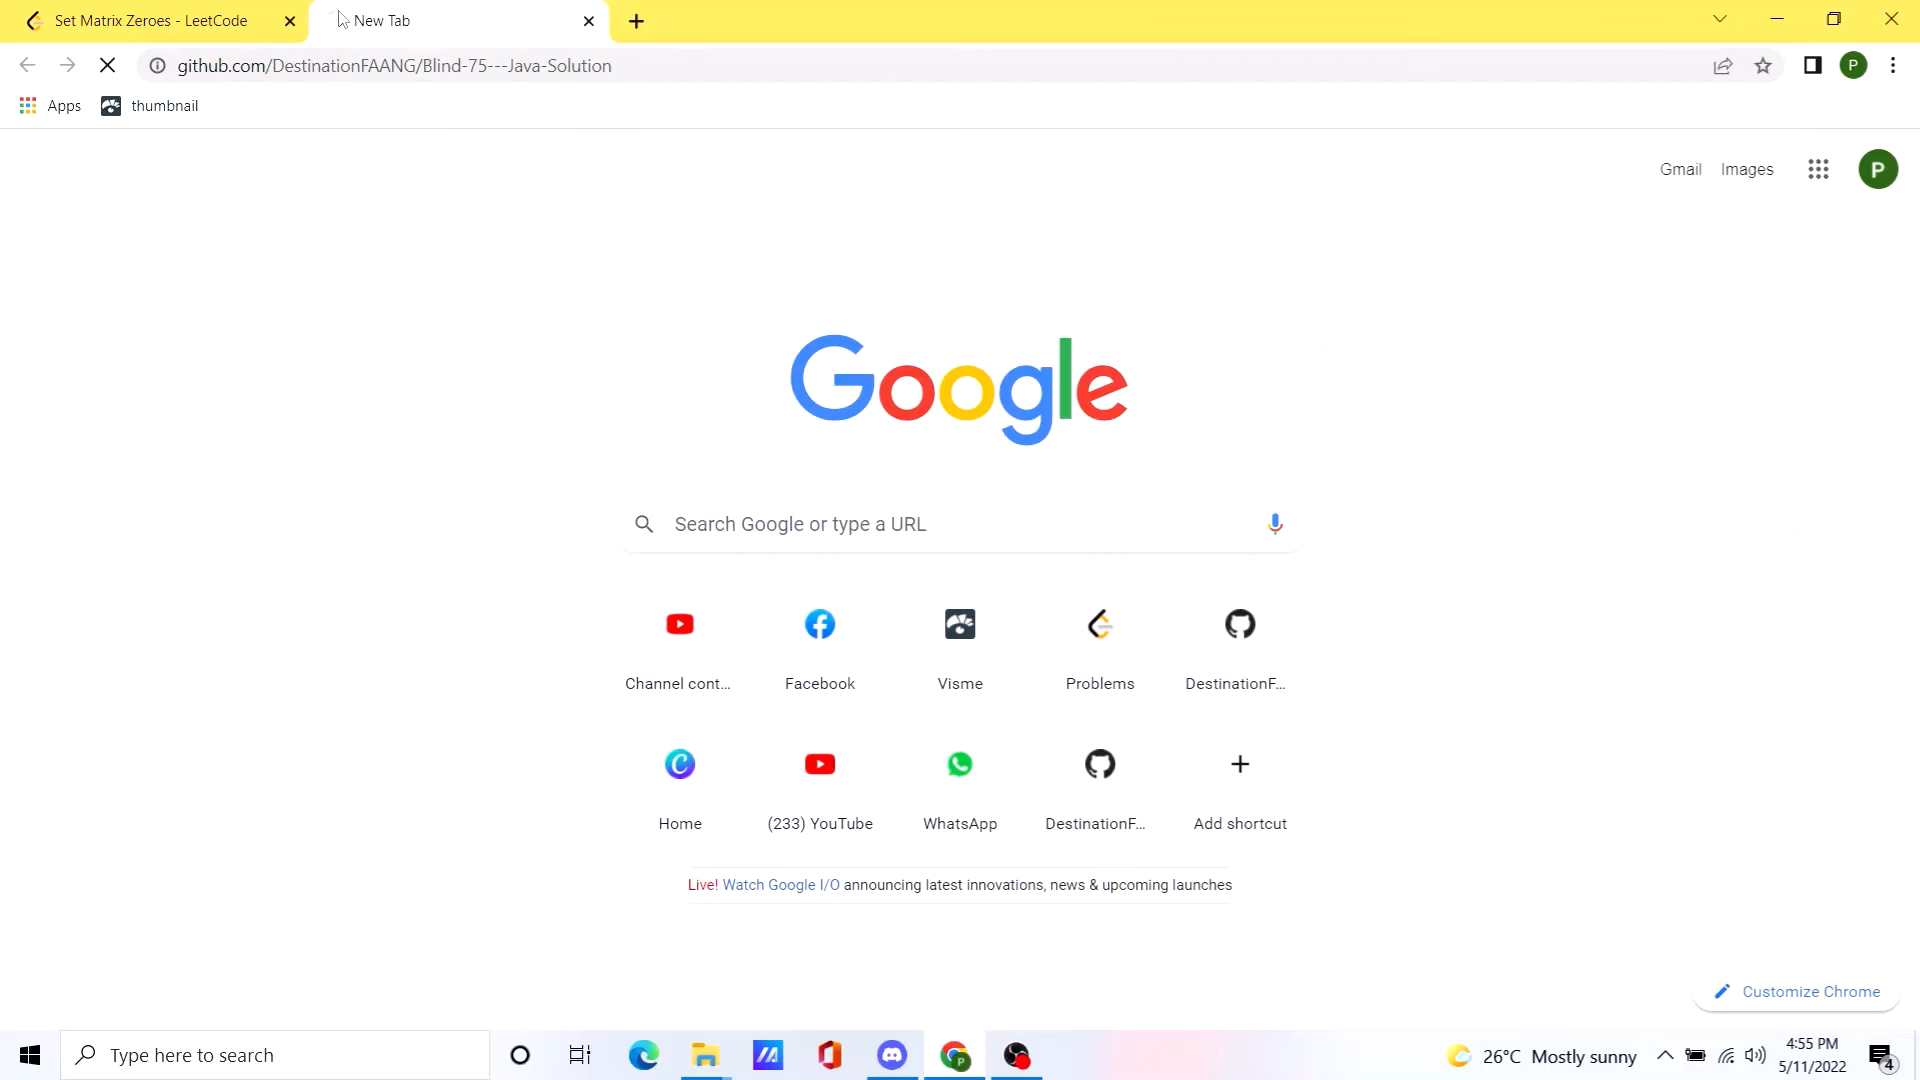 Set Matrix Zeroes - LeetCode
New Tab
github.com/DestinationFAANG/Blind-75---Java-Solution
P
Apps
thumbnail
Gmail
Images
P
Google
Search Google or type a URL
Channel cont...
Facebook
Visme
Problems
DestinationF...
Home
(233) YouTube
WhatsApp
DestinationF...
Add shortcut
Live! Watch Google I/O announcing latest innovations, news & upcoming launches
Customize Chrome
Type here to search
P
26°C Mostly sunny
4:55 PM
5/11/2022
4